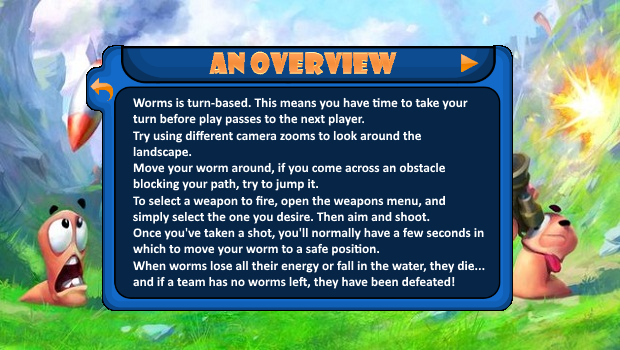 AN OVERVIEW
Worms is turn-based. This means you have time to take your
turn before play passes to the next player.
Try using different camera zooms to look around the
landscape.
Move your worm around, if you come across an obstacle
blocking your path, try to jump it.
To select a weapon to fire, open the weapons menu, and
simply select the one you desire. Then aim and shoot.
Once you've taken a shot, you'll normally have a few seconds in
which to move your worm to a safe position.
When worms lose all their energy or fall in the water, they die...
and if a team has no worms left, they have been defeated!